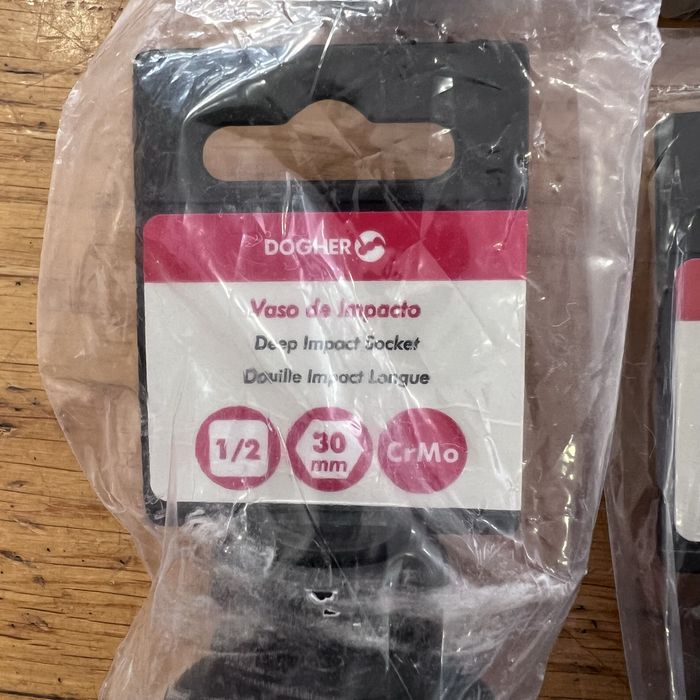 DOGHER
Vaso de Impacto
Deep Impact Socket
Douille Impact Longue
1/2
30
mm
CrMo